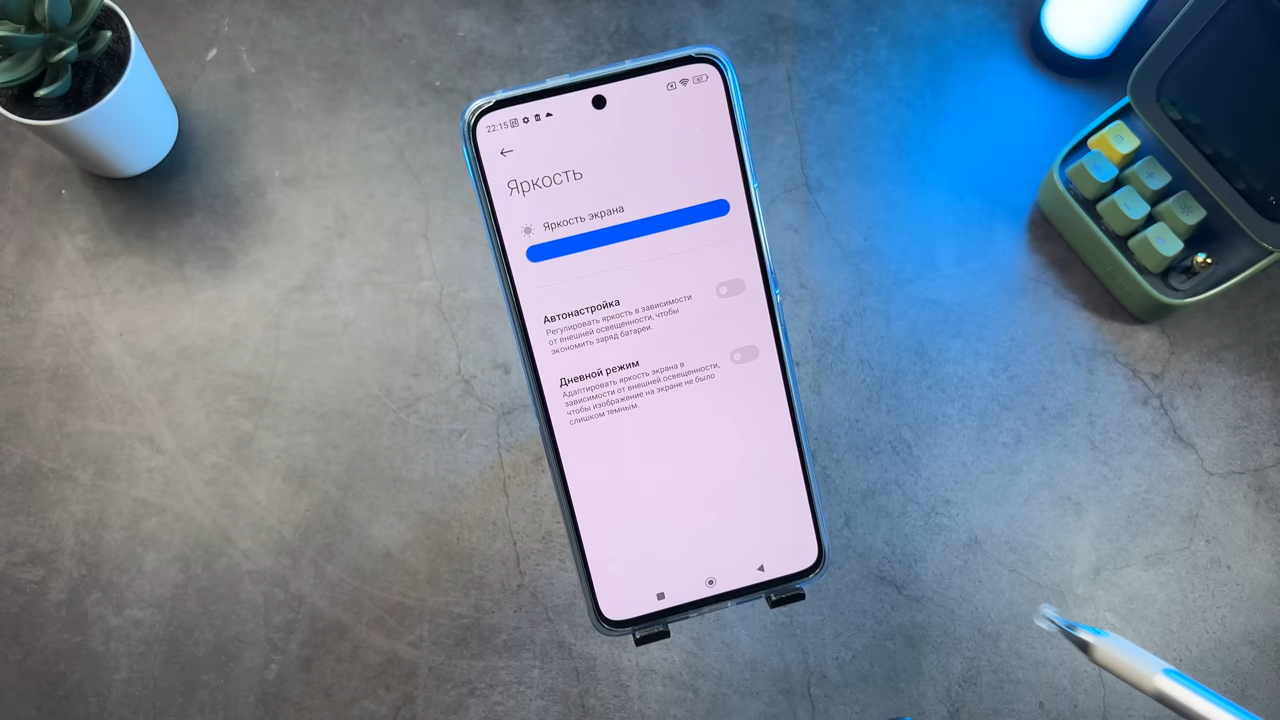 22:15
Яркость
Яркость экрана
Автонастройка
Регулировать яркость в зависимости
от внешней освещенности, чтобы
экономить заряд батареи.
Дневной режим
Адаптировать яркость экрана в
зависимости от внешней освещенности,
чтобы изображение на экране не было
слишком темным.